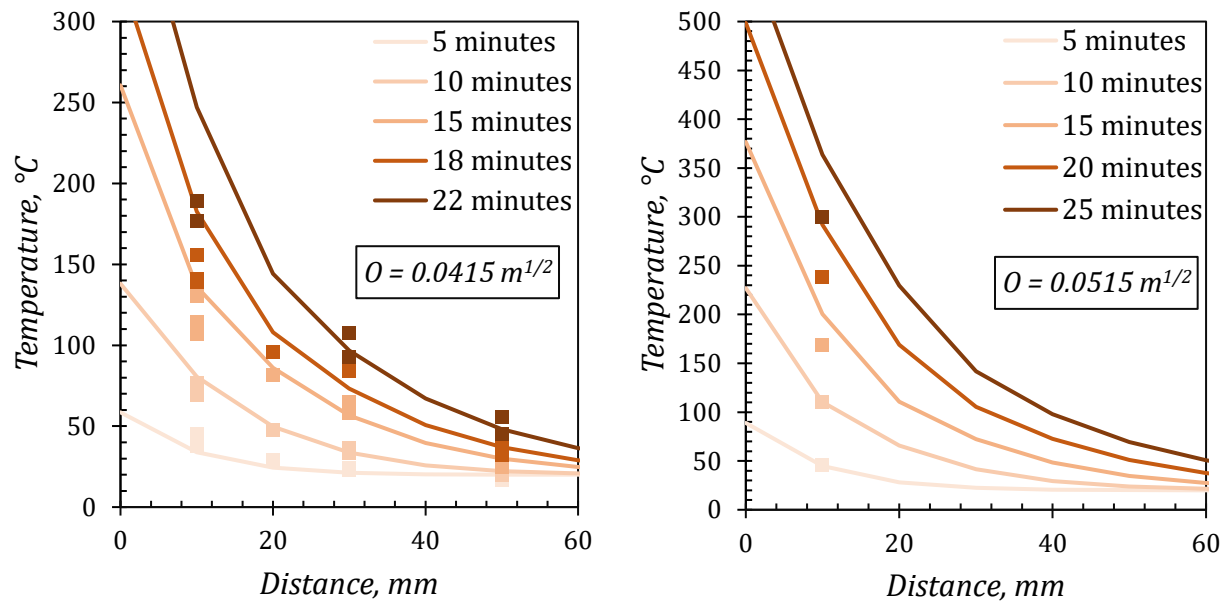 Temperature, °C
300
250
200
150
100
50
0
0
20
40
60
Distance, mm
5 minutes
10 minutes
15 minutes
18 minutes
22 minutes
O = 0.0415 m1/2
Temperature, °C
500
450
400
350
300
250
200
150
100
50
0
0
20
40
60
Distance, mm
5 minutes
10 minutes
15 minutes
20 minutes
25 minutes
O = 0.0515 m1/2